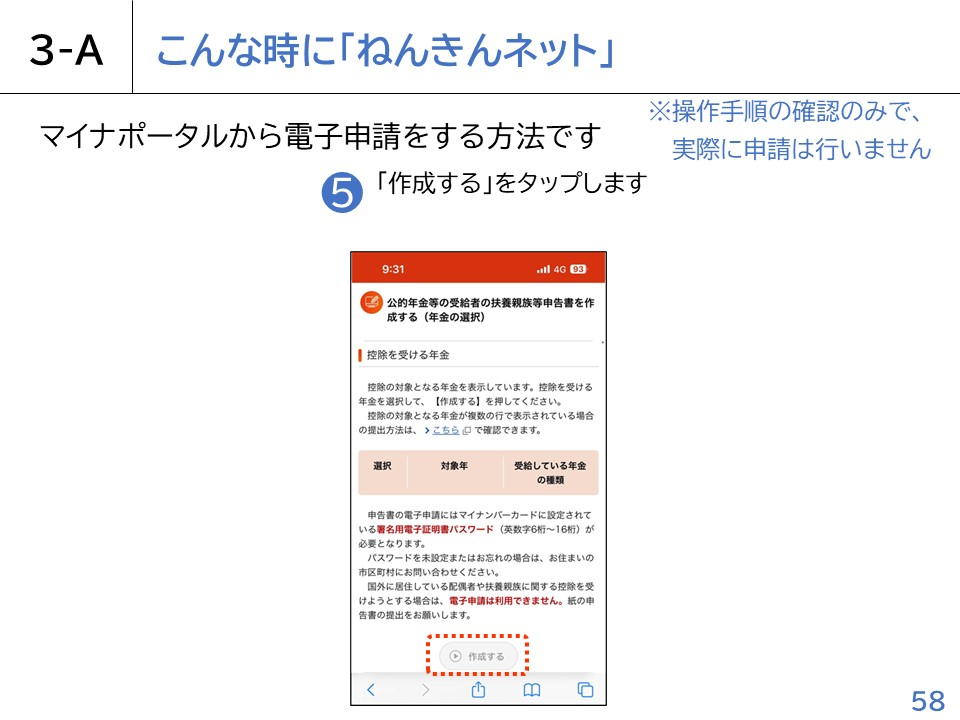 3-A
こんな時に「ねんきんネット」
※操作手順の確認のみで、
実際に申請は行いません
マイナポータルから電子申請をする方法です
5
「作成する」をタップします
9:31
4G 93
公的年金等の受給者の扶養親族等申告書を作
成する（年金の選択）
控除を受ける年金
控除の対象となる年金を表示しています。控除を受ける
年金を選択して、【作成する】を押してください。
控除の対象となる年金が複数の行で表示されている場合
の提出方法は、こちら で確認できます。
選択 対象年 受給している年金
の種類
申告書の電子申請にはマイナンバーカードに設定されて
いる署名用電子証明書パスワード（英数字6桁～16桁）が
必要となります。
パスワードを未設定またはお忘れの場合は、お住まいの
市区町村にお問い合わせください。
国外に居住している配偶者や扶養親族に関する控除を受
けようとする場合は、電子申請は利用できません。紙の申
告書の提出をお願いします。
作成する
58